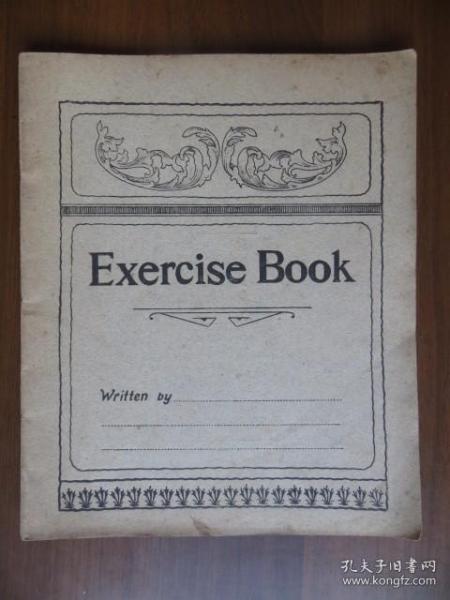 Exercise Book
Written by
孔夫子旧书网
www.kongfz.com